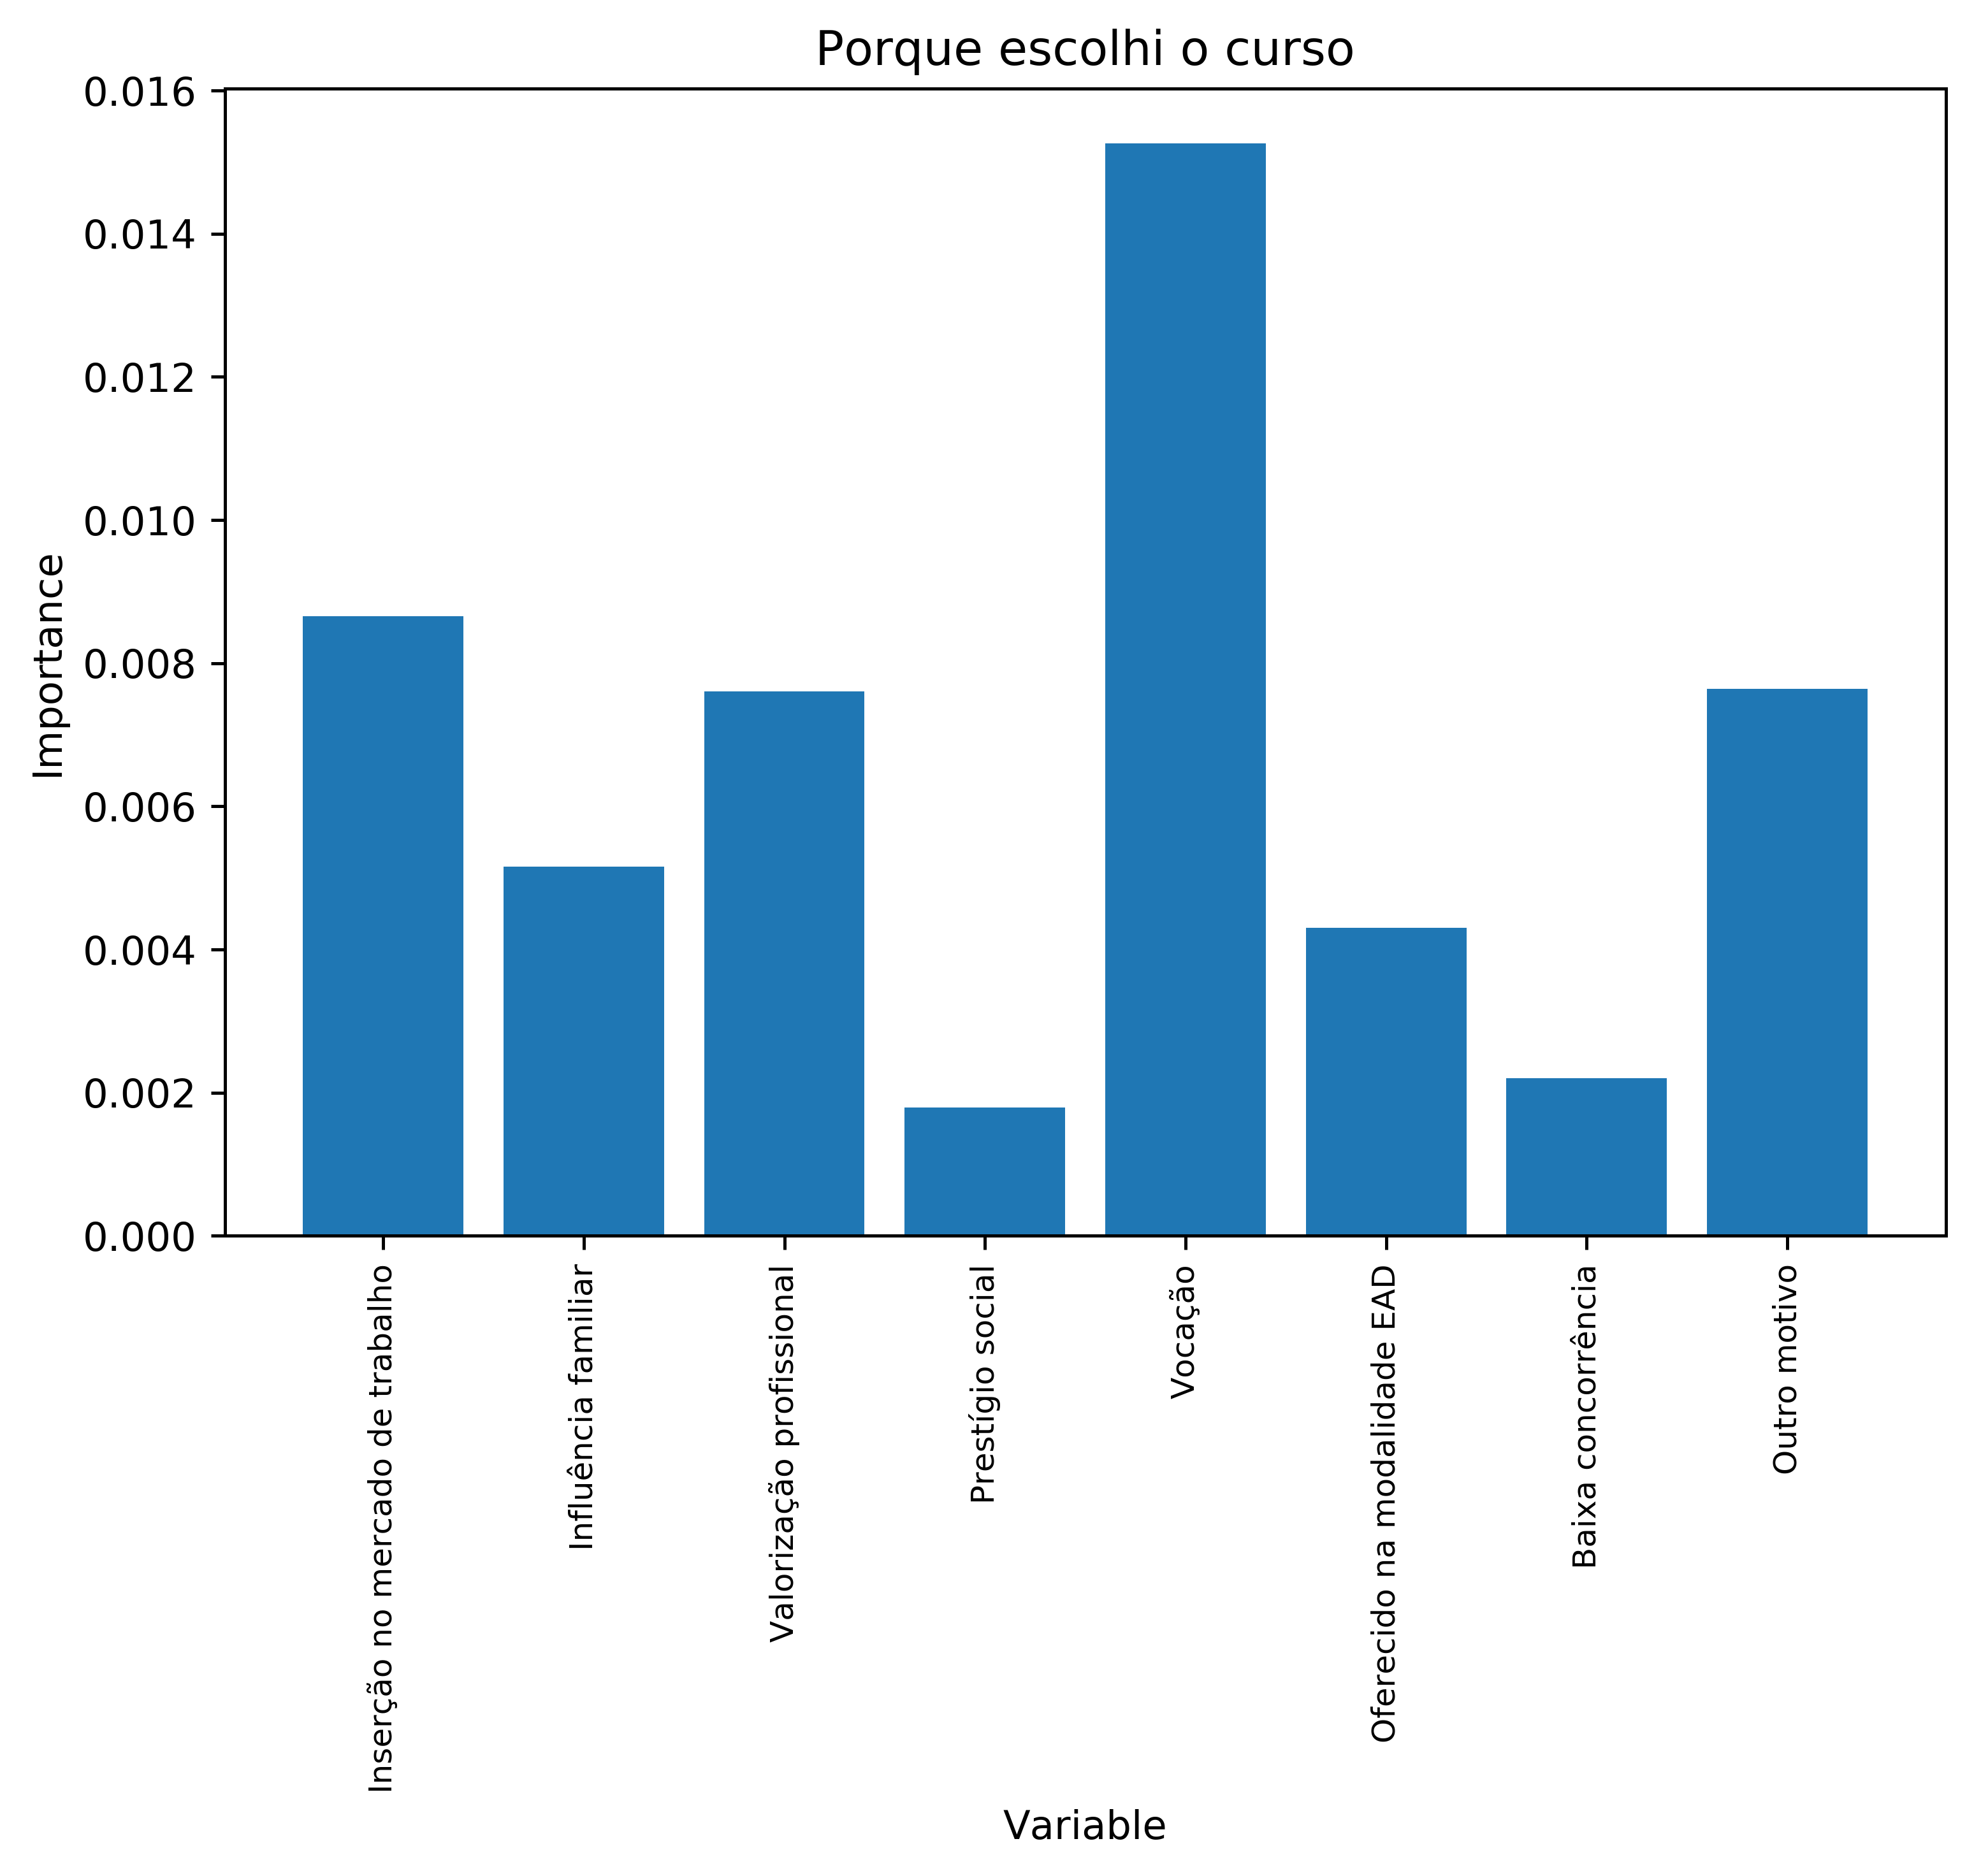 Porque escolhi o curso
0.016
0.014
0.012
0.010
0.008
0.006
0.004
0.002
0.000
Importance
Inserção no mercado de trabalho
Influência familiar
Valorização profissional
Prestígio social
Vocação
Oferecido na modalidade EAD
Baixa concorrência
Outro motivo
Variable